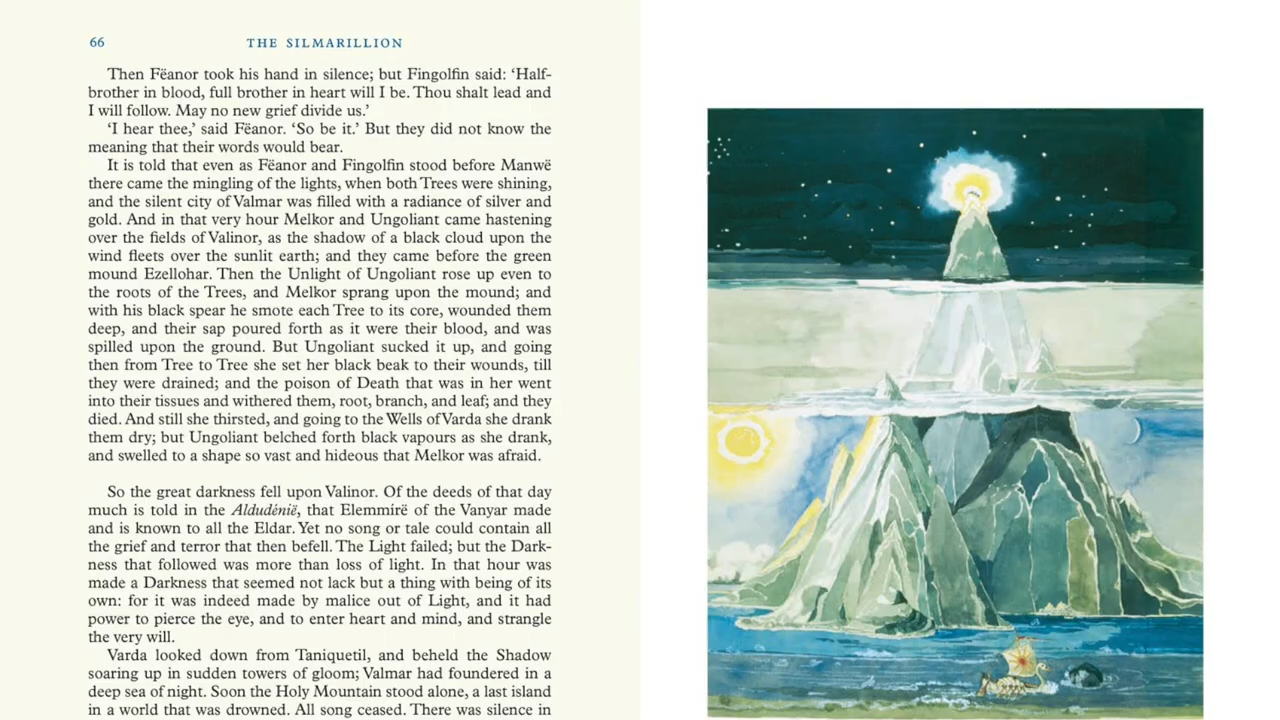 66
THE SILMARILLION
Then Fëanor took his hand in silence; but Fingolfin said: ‘Half-
brother in blood, full brother in heart will I be. Thou shalt lead and
I will follow. May no new grief divide us.’
‘I hear thee,’ said Fëanor. ‘So be it.’ But they did not know the
meaning that their words would bear.
It is told that even as Fëanor and Fingolfin stood before Manwë
there came the mingling of the lights, when both Trees were shining,
and the silent city of Valmar was filled with a radiance of silver and
gold. And in that very hour Melkor and Ungoliant came hastening
over the fields of Valinor, as the shadow of a black cloud upon the
wind fleets over the sunlit earth; and they came before the green
mound Ezellohar. Then the Unlight of Ungoliant rose up even to
the roots of the Trees, and Melkor sprang upon the mound; and
with his black spear he smote each Tree to its core, wounded them
deep, and their sap poured forth as it were their blood, and was
spilled upon the ground. But Ungoliant sucked it up, and going
then from Tree to Tree she set her black beak to their wounds, till
they were drained; and the poison of Death that was in her went
into their tissues and withered them, root, branch, and leaf; and they
died. And still she thirsted, and going to the Wells of Varda she drank
them dry; but Ungoliant belched forth black vapours as she drank,
and swelled to a shape so vast and hideous that Melkor was afraid.
So the great darkness fell upon Valinor. Of the deeds of that day
much is told in the Aldudénië, that Elemmírë of the Vanyar made
and is known to all the Eldar. Yet no song or tale could contain all
the grief and terror that then befell. The Light failed; but the Dark-
ness that followed was more than loss of light. In that hour was
made a Darkness that seemed not lack but a thing with being of its
own: for it was indeed made by malice out of Light, and it had
power to pierce the eye, and to enter heart and mind, and strangle
the very will.
Varda looked down from Taniquetil, and beheld the Shadow
soaring up in sudden towers of gloom; Valmar had foundered in a
deep sea of night. Soon the Holy Mountain stood alone, a last island
in a world that was drowned. All song ceased. There was silence in